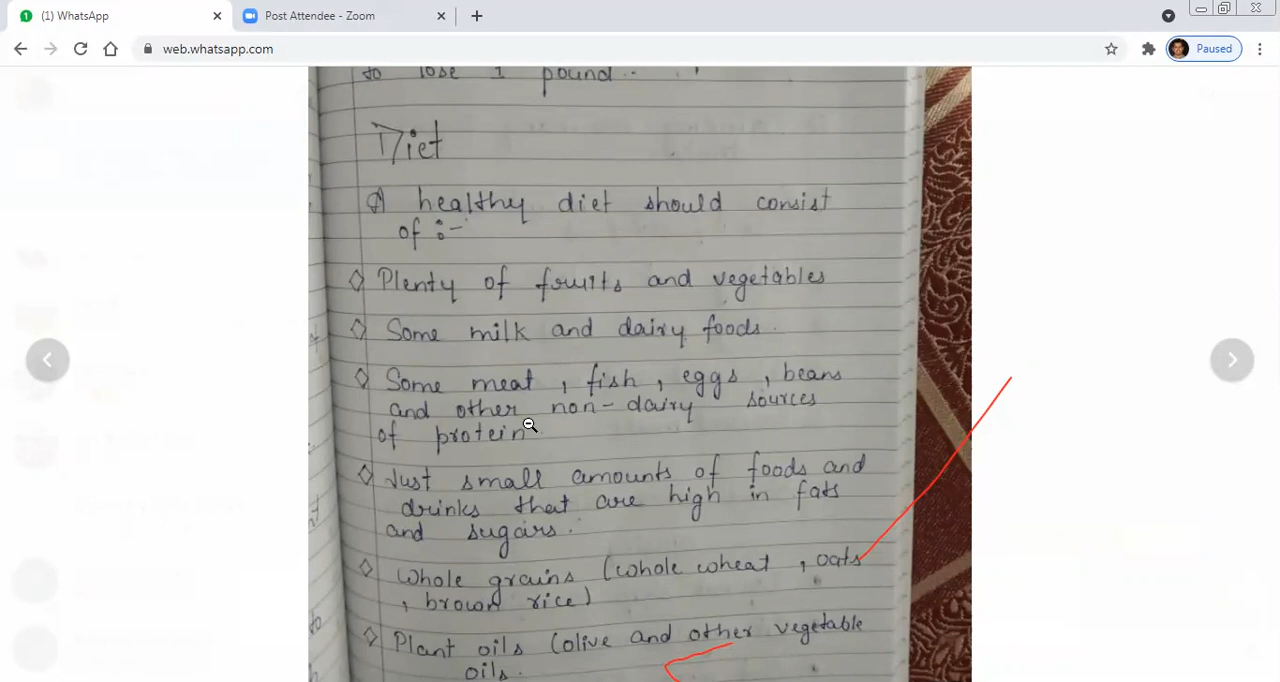 (1) WhatsApp
Post Attendee - Zoom
web.whatsapp.com
Paused
to lose 1 pound..
Diet
A healthy diet should consist
of :-
Plenty of fruits and vegetables
Some milk and dairy foods.
Some meat, fish, eggs, beans
and other non-dairy sources
of protein
Just small amounts of foods and
drinks that are high in fats
and sugars.
Whole grains (whole wheat, oats
, brown rice)
Plant oils (olive and other vegetable
oils.